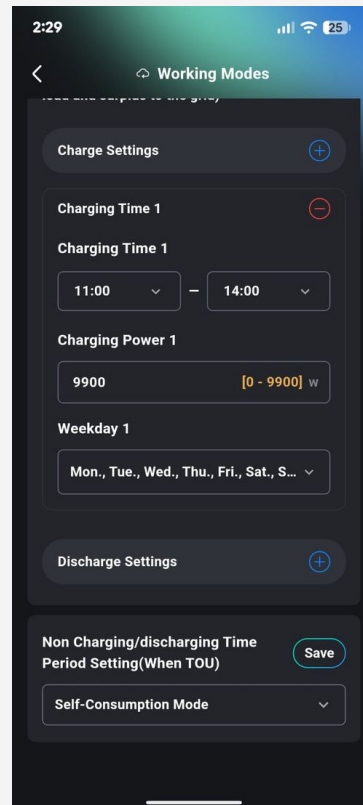 2:29
25
Working Modes
Charge Settings
Charging Time 1
Charging Time 1
11:00 – 14:00
Charging Power 1
9900 [0 - 9900] w
Weekday 1
Mon., Tue., Wed., Thu., Fri., Sat., S...
Discharge Settings
Non Charging/discharging Time
Period Setting(When TOU)
Save
Self-Consumption Mode